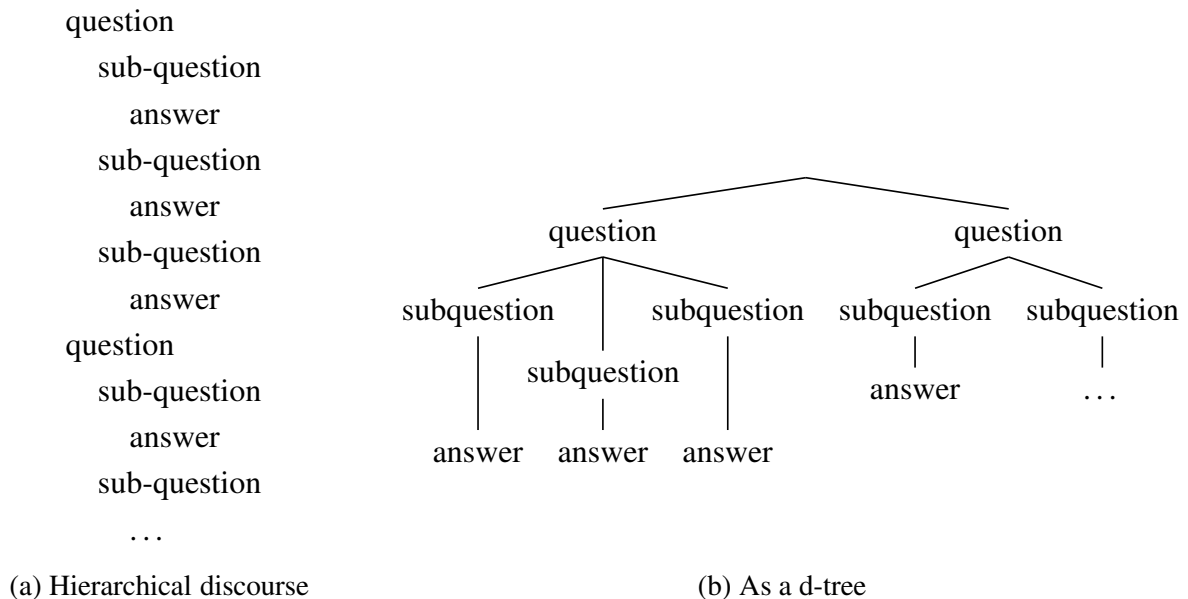 question
sub-question
answer
sub-question
answer
sub-question
answer
question
sub-question
answer
sub-question
...
(a) Hierarchical discourse
question question
subquestion subquestion subquestion subquestion
subquestion
answer ...
answer answer answer
(b) As a d-tree